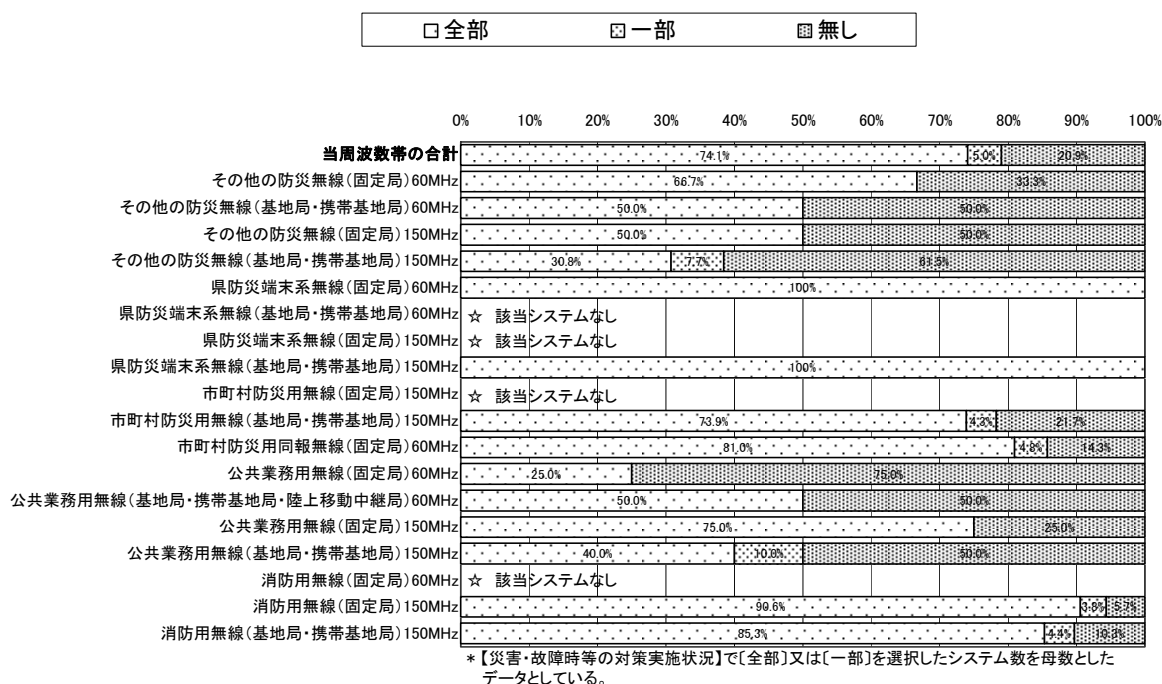 全部 一部 無し
0% 10% 20% 30% 40% 50% 60% 70% 80% 90% 100%
当周波数帯の合計 74.1% 5.0% 20.9%
その他の防災無線(固定局)60MHz 66.7% 33.3%
その他の防災無線(基地局・携帯基地局)60MHz 50.0% 50.0%
その他の防災無線(固定局)150MHz 50.0% 50.0%
その他の防災無線(基地局・携帯基地局)150MHz 30.8% 7.7% 61.5%
県防災端末系無線(固定局)60MHz 100%
県防災端末系無線(基地局・携帯基地局)60MHz ☆ 該当システムなし
県防災端末系無線(固定局)150MHz ☆ 該当システムなし
県防災端末系無線(基地局・携帯基地局)150MHz 100%
市町村防災用無線(固定局)150MHz ☆ 該当システムなし
市町村防災用無線(基地局・携帯基地局)150MHz 73.9% 4.3% 21.7%
市町村防災用同報無線(固定局)60MHz 81.0% 4.8% 14.3%
公共業務用無線(固定局)60MHz 25.0% 75.0%
公共業務用無線(基地局・携帯基地局・陸上移動中継局)60MHz 50.0% 50.0%
公共業務用無線(固定局)150MHz 75.0% 25.0%
公共業務用無線(基地局・携帯基地局)150MHz 40.0% 10.0% 50.0%
消防用無線(固定局)60MHz ☆ 該当システムなし
消防用無線(固定局)150MHz 90.6% 3.8% 5.7%
消防用無線(基地局・携帯基地局)150MHz 85.3% 4.4% 10.3%
*【災害・故障時等の対策実施状況】で〔全部〕又は〔一部〕を選択したシステム数を母数とした
データとしている。